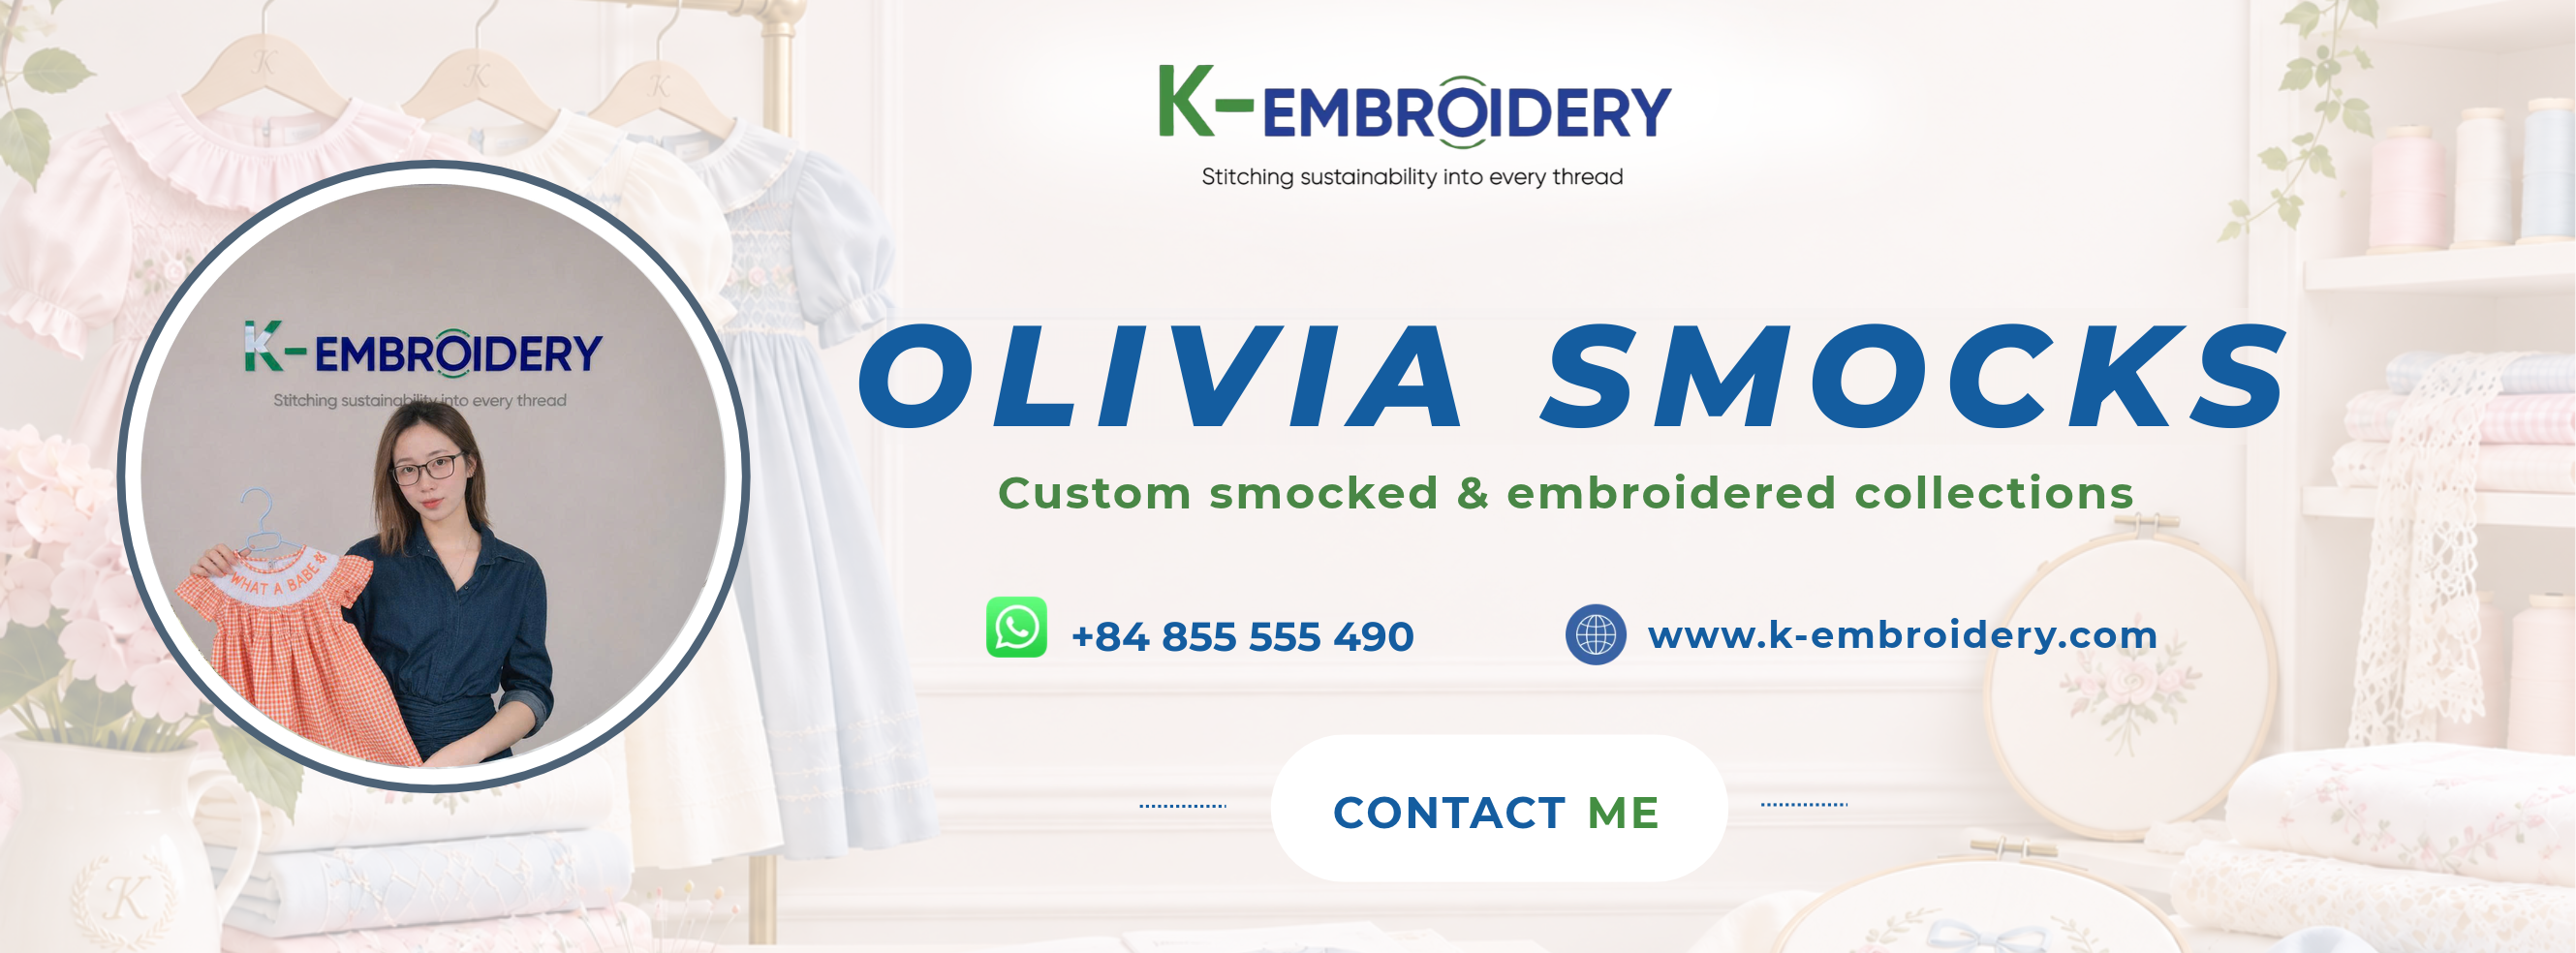 K K K
K-EMBROIDERY
Stitching sustainability into every thread
K-EMBROIDERY
Stitching sustainability into every thread
WHAT A BABE
OLIVIA SMOCKS
Custom smocked & embroidered collections
+84 855 555 490
www.k-embroidery.com
CONTACT ME
K